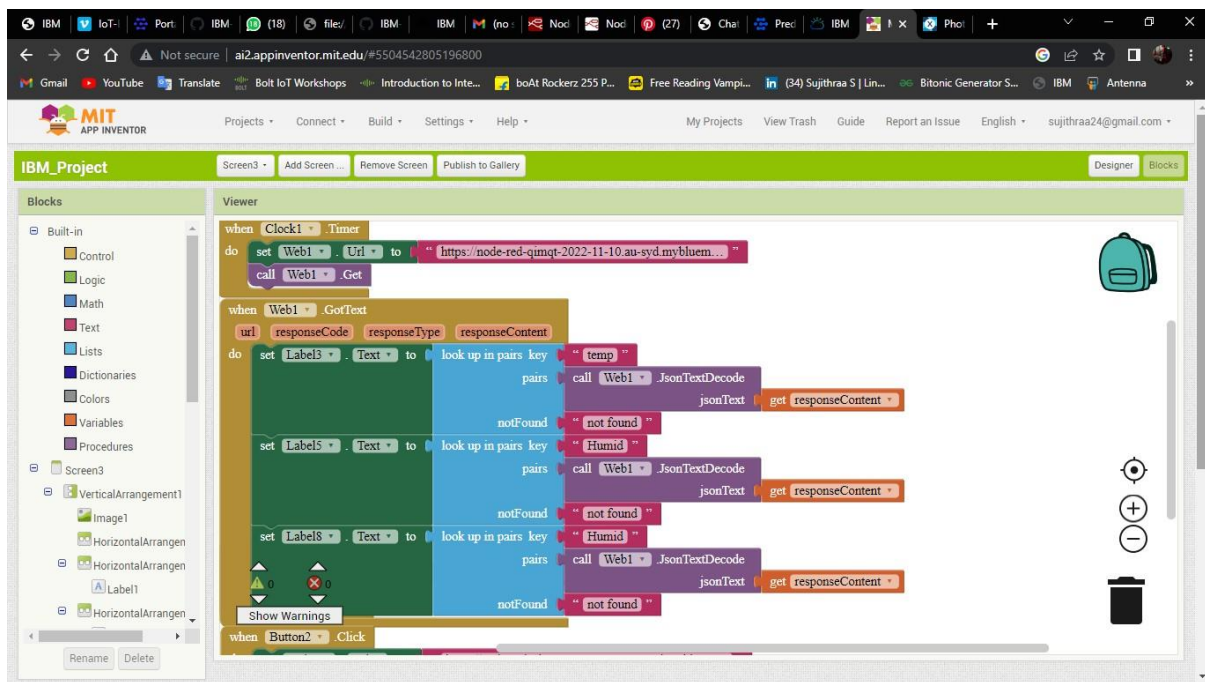 IBM IoT-I Port: IBM- (18) file:/. IBM- IBM (no : Nod Nod (27) Chat Pred IBM Phot
Not secure ai2.appinventor.mit.edu/#5504542805196800
Gmail YouTube Translate Bolt IoT Workshops Introduction to Inte... boAt Rockerz 255 P... Free Reading Vampi... (34) Sujithraa S | Lin... Bitonic Generator S... IBM Antenna »
MIT
APP INVENTOR
Projects Connect Build Settings Help My Projects View Trash Guide Report an Issue English sujithraa24@gmail.com
IBM_Project Screen3 Add Screen ... Remove Screen Publish to Gallery Designer Blocks
Blocks Viewer
Built-in
Control
Logic
Math
Text
Lists
Dictionaries
Colors
Variables
Procedures
Screen3
VerticalArrangement1
Image1
HorizontalArrangen
HorizontalArrangen
Label1
HorizontalArrangen
Rename Delete
when Clock1 .Timer
do set Web1 . Url to " https://node-red-qimqt-2022-11-10.au-syd.mybluem... "
call Web1 .Get
when Web1 .GotText
url responseCode responseType responseContent
do set Label3 . Text to look up in pairs key " temp "
pairs call Web1 .JsonTextDecode
jsonText get responseContent
notFound " not found "
set Label5 . Text to look up in pairs key " Humid "
pairs call Web1 .JsonTextDecode
jsonText get responseContent
notFound " not found "
set Label8 . Text to look up in pairs key " Humid "
pairs call Web1 .JsonTextDecode
jsonText get responseContent
notFound " not found "
0 0
Show Warnings
when Button2 .Click